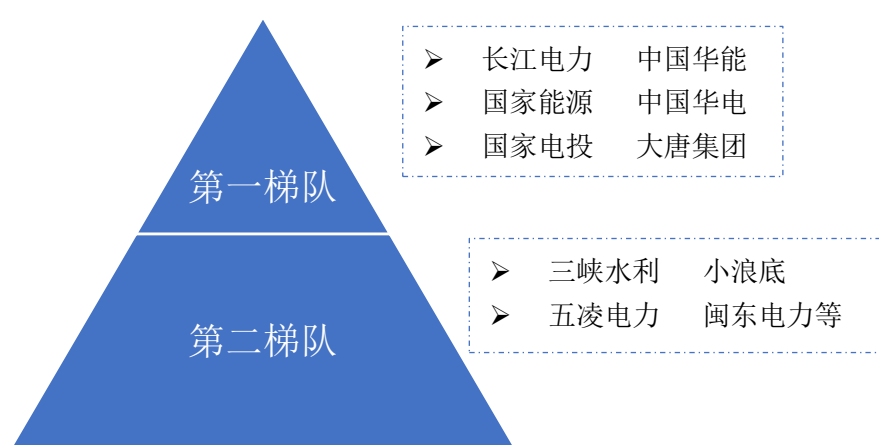 第一梯队
➢ 长江电力 中国华能
➢ 国家能源 中国华电
➢ 国家电投 大唐集团
第二梯队
➢ 三峡水利 小浪底
➢ 五凌电力 闽东电力等